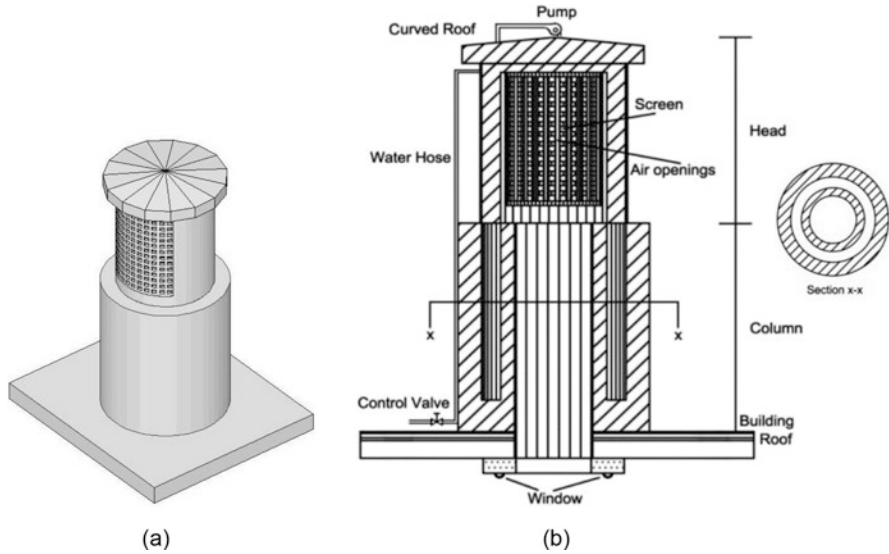 Pump
Curved Roof
Screen
Head
Water Hose
Air openings
Section x-x
x
x
Column
Control Valve
Building
Roof
Window
(a)
(b)